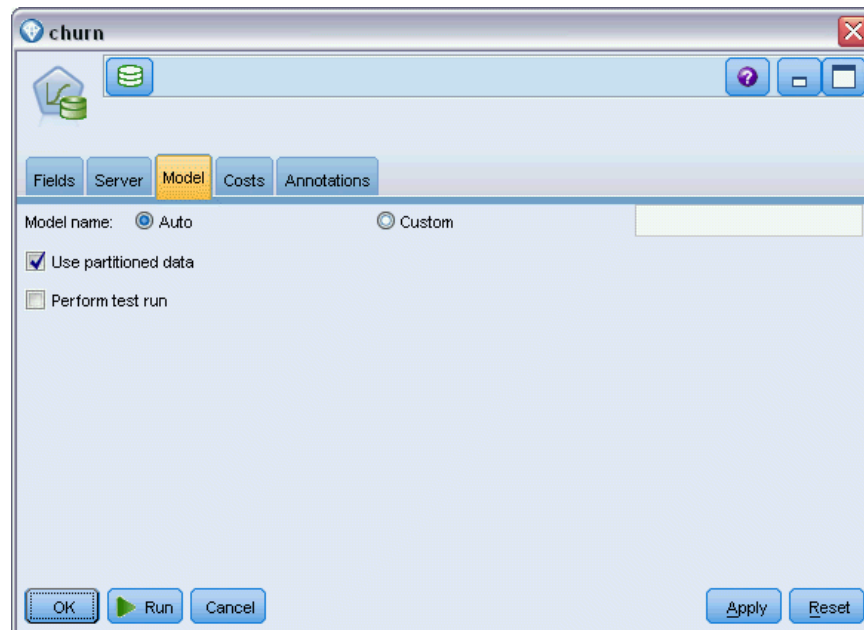 churn
Fields Server Model Costs Annotations
Model name: Auto Custom
Use partitioned data
Perform test run
OK Run Cancel Apply Reset